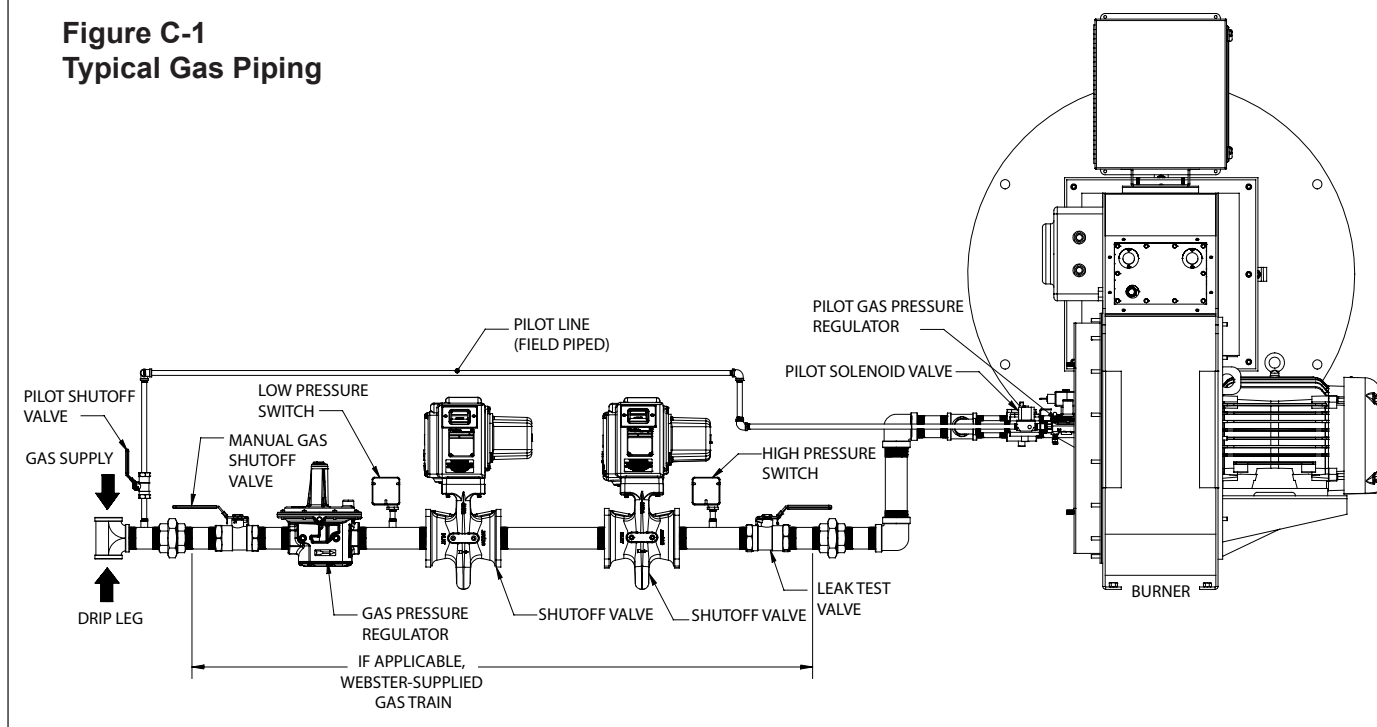 Figure C-1
Typical Gas Piping
PILOT GAS PRESSURE
REGULATOR
PILOT LINE
(FIELD PIPED)
PILOT SOLENOID VALVE
LOW PRESSURE
SWITCH
PILOT SHUTOFF
VALVE
MANUAL GAS
SHUTOFF
VALVE
GAS SUPPLY
HIGH PRESSURE
SWITCH
DRIP LEG
GAS PRESSURE
REGULATOR
SHUTOFF VALVE
SHUTOFF VALVE
LEAK TEST
VALVE
BURNER
IF APPLICABLE,
WEBSTER-SUPPLIED
GAS TRAIN